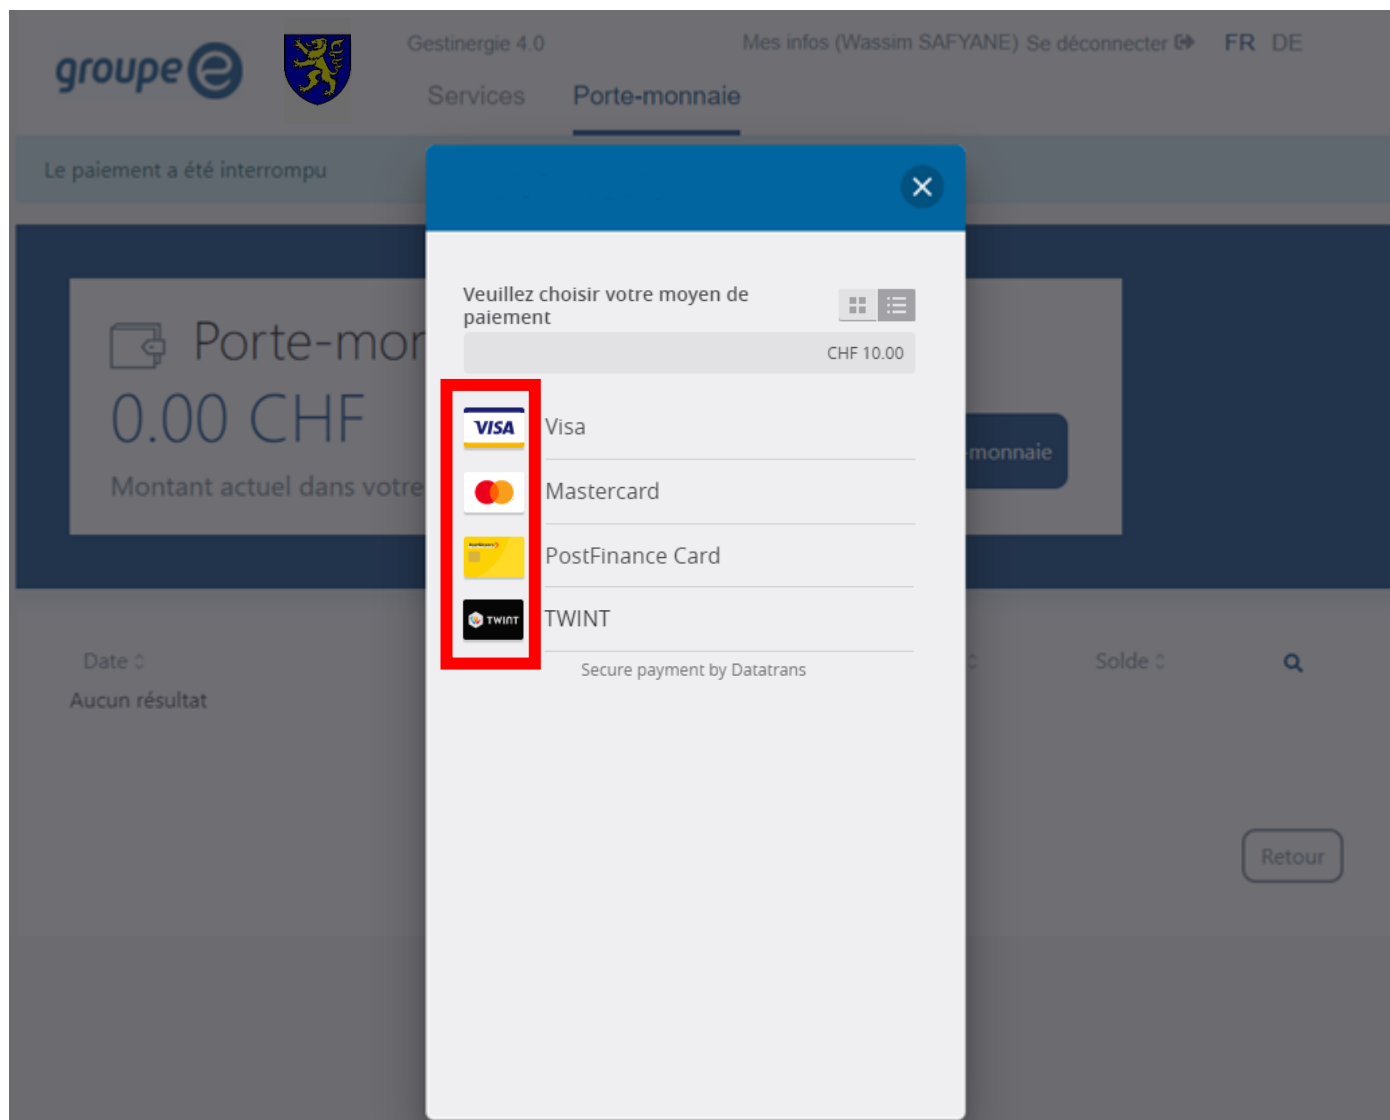 groupe e
Gestinergie 4.0
Mes infos (Wassim SAFYANE) Se déconnecter
FR DE
Services
Porte-monnaie
Le paiement a été interrompu
Veuillez choisir votre moyen de
paiement
CHF 10.00
Porte-mon
0.00 CHF
Montant actuel dans votre
-monnaie
VISA Visa
Mastercard
PostFinance Card
TWINT TWINT
Secure payment by Datatrans
Date
Solde
Aucun résultat
Retour